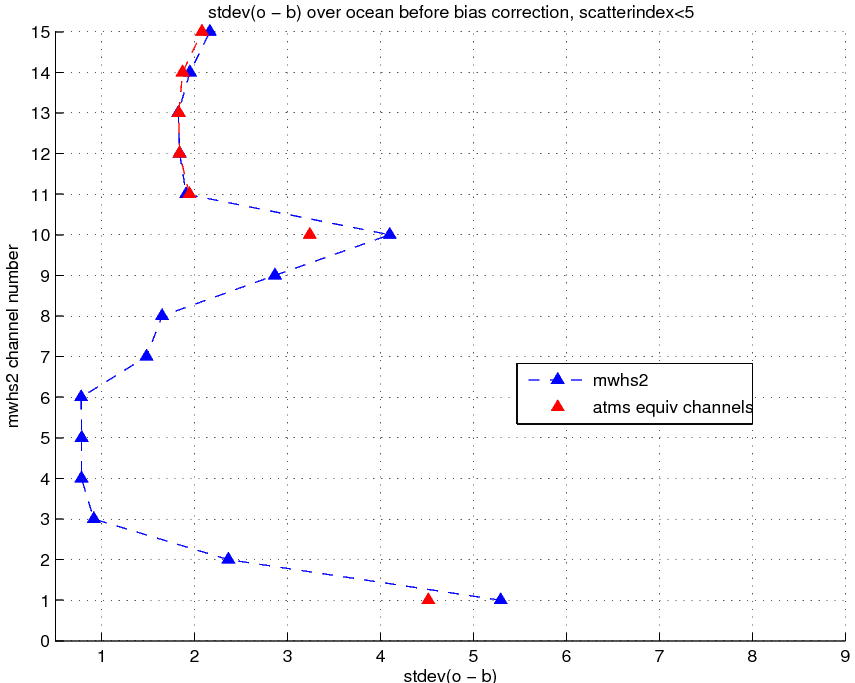 stdev(o − b) over ocean before bias correction, scatterindex<5
15
14
13
12
11
10
9
8
7
6
5
4
3
2
1
0
mwhs2 channel number
mwhs2
atms equiv channels
1 2 3 4 5 6 7 8 9
stdev(o − b)